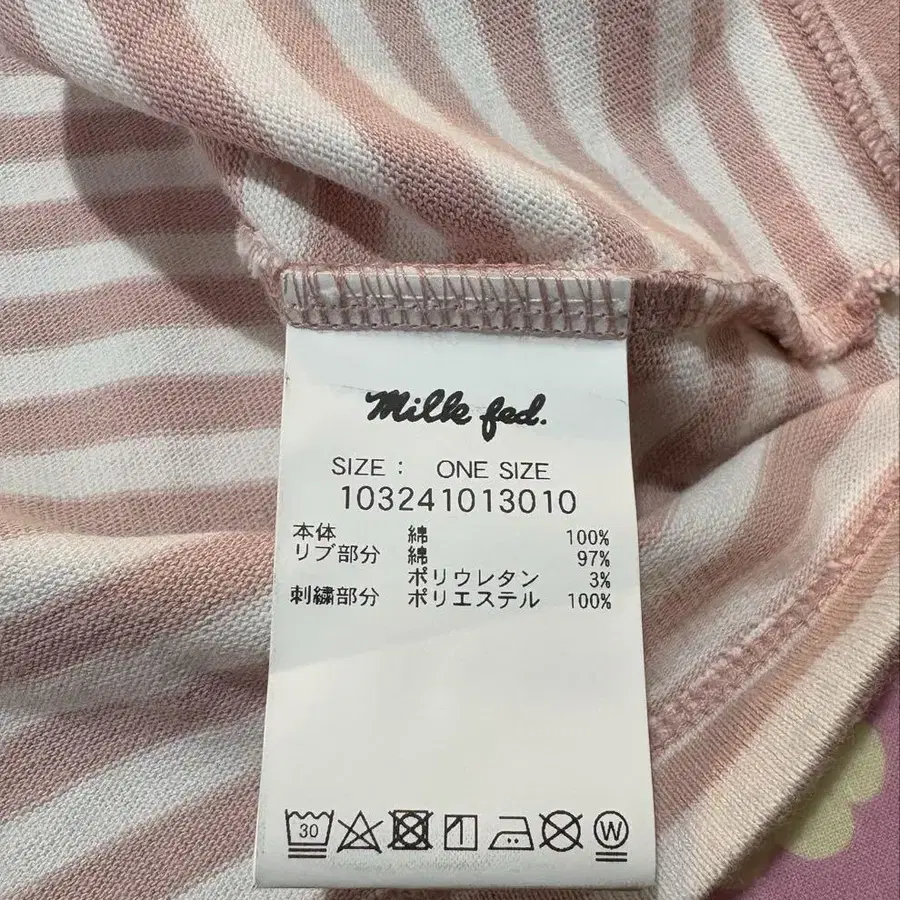 Milk fed.
SIZE : ONE SIZE
103241013010
本体 綿 100%
リブ部分 綿 97%
ポリウレタン 3%
刺繍部分 ポリエステル 100%
30 W